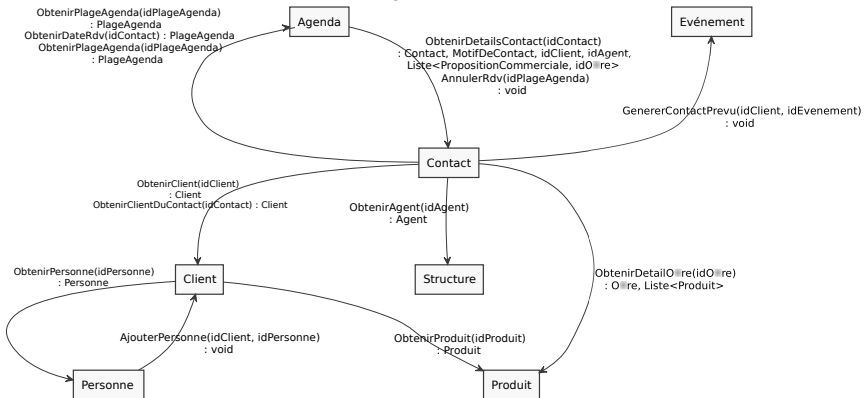 ObtenirPlageAgenda(idPlageAgenda)
: PlageAgenda
ObtenirDateRdv(idContact) : PlageAgenda
ObtenirPlageAgenda(idPlageAgenda)
: PlageAgenda
Agenda
Evénement
ObtenirDetailsContact(idContact)
: Contact, MotifDeContact, idClient, idAgent,
Liste<PropositionCommerciale,
AnnulerRdv(idPlageAgenda)
: void
GenererContactPrevu(idClient, idEvenement)
: void
Contact
ObtenirClient(idClient)
: Client
ObtenirClientDuContact(idContact) : Client
ObtenirAgent(idAgent)
: Agent
ObtenirPersonne(idPersonne)
: Personne
Client
Structure
: Liste<Produit>
AjouterPersonne(idClient, idPersonne)
: void
ObtenirProduit(idProduit)
: Produit
Personne
Produit